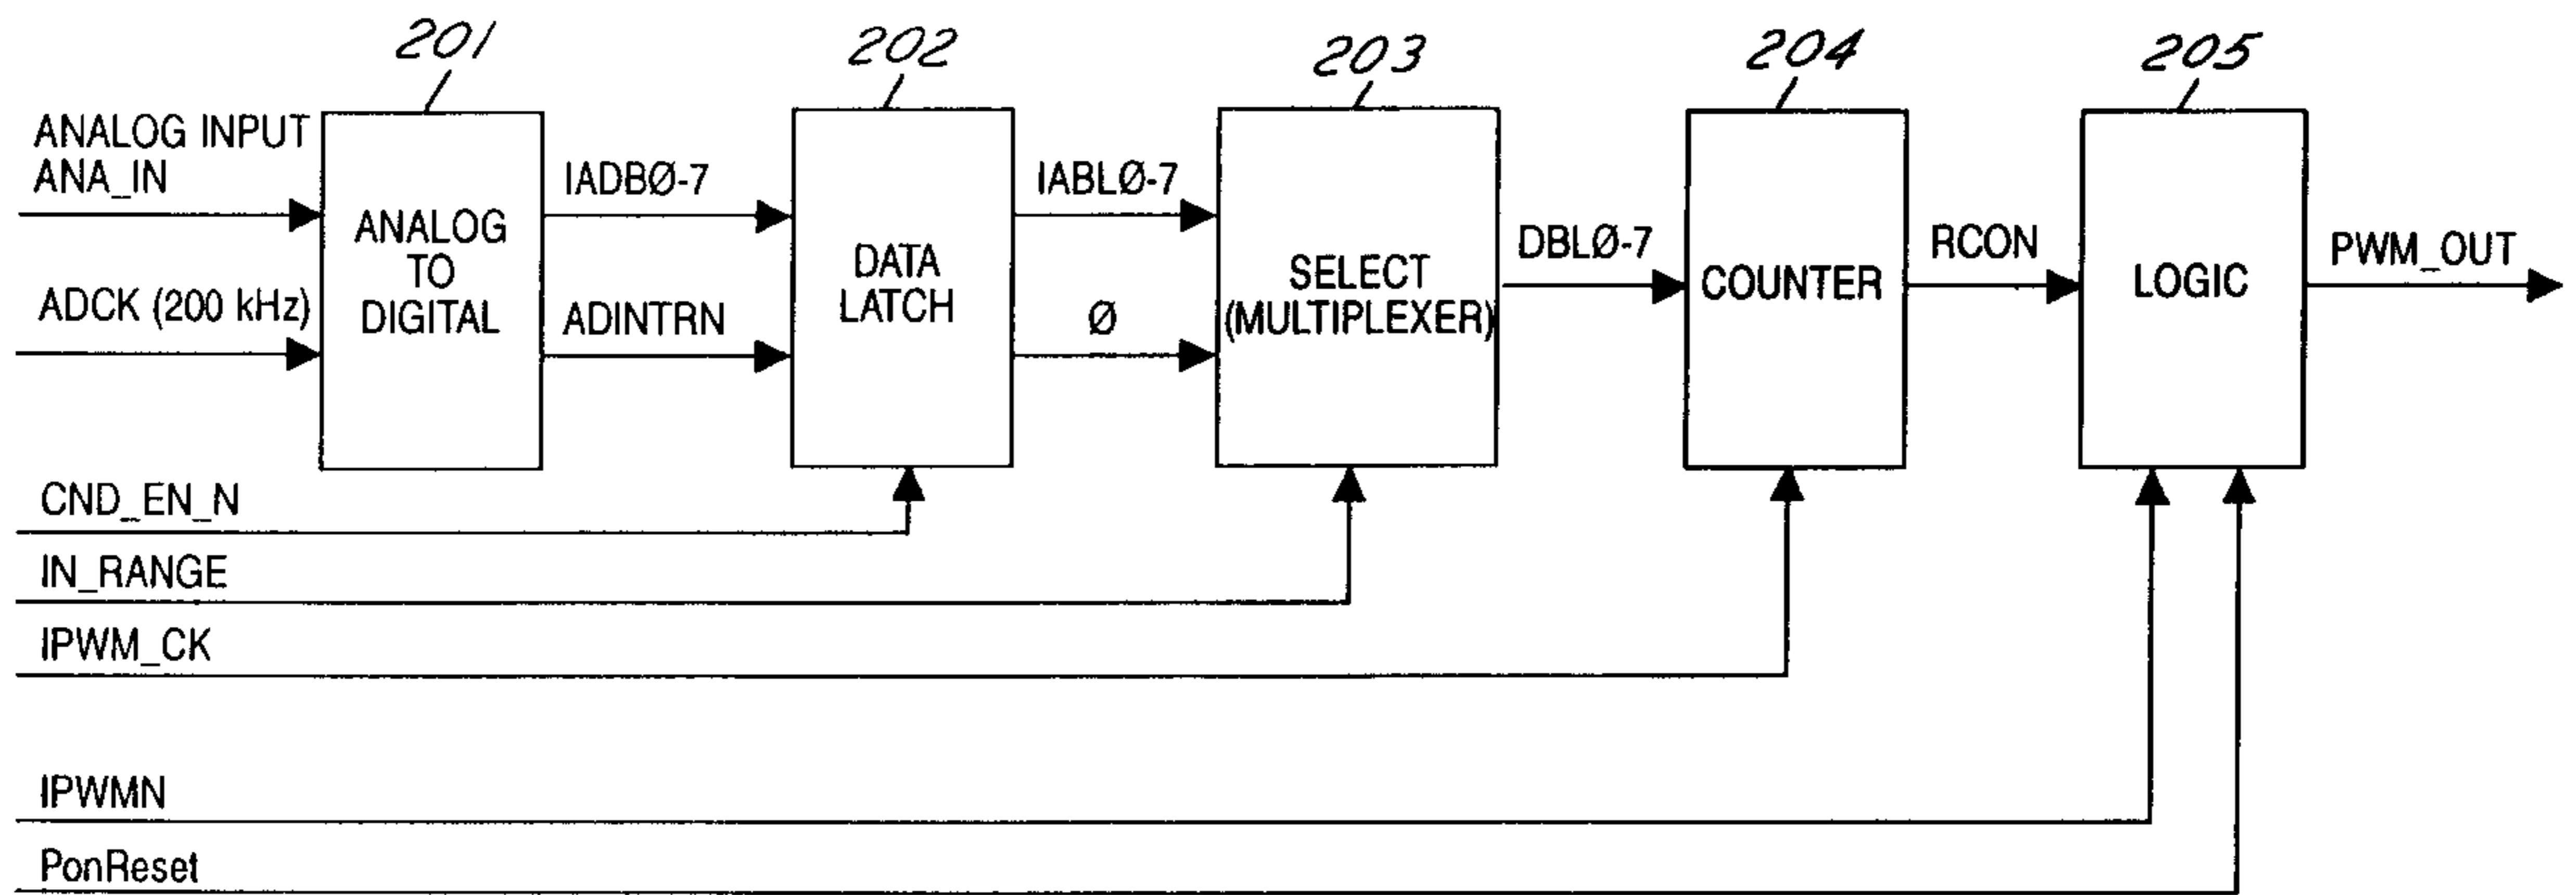 201
202
203
204
205
ANALOG INPUT
ANA_IN
ADCK (200 kHz)
ANALOG
TO
DIGITAL
IADBØ-7
ADINTRN
DATA
LATCH
IABLØ-7
Ø
SELECT
(MULTIPLEXER)
DBLØ-7
COUNTER
RCON
LOGIC
PWM_OUT
CND_EN_N
IN_RANGE
IPWM_CK
IPWMN
PonReset